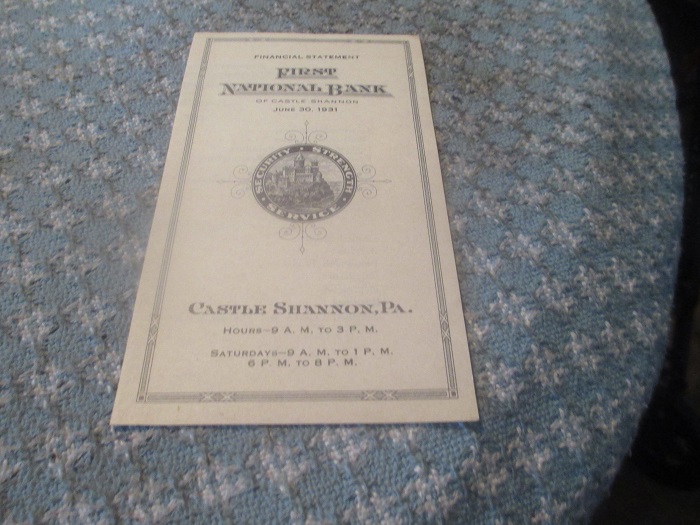 FINANCIAL STATEMENT
FIRST
NATIONAL BANK
OF CASTLE SHANNON
JUNE 30, 1931
SECURITY • STRENGTH
SERVICE
CASTLE SHANNON, PA.
HOURS—9 A. M. TO 3 P. M.
SATURDAYS—9 A. M. TO 1 P. M.
6 P. M. TO 8 P. M.